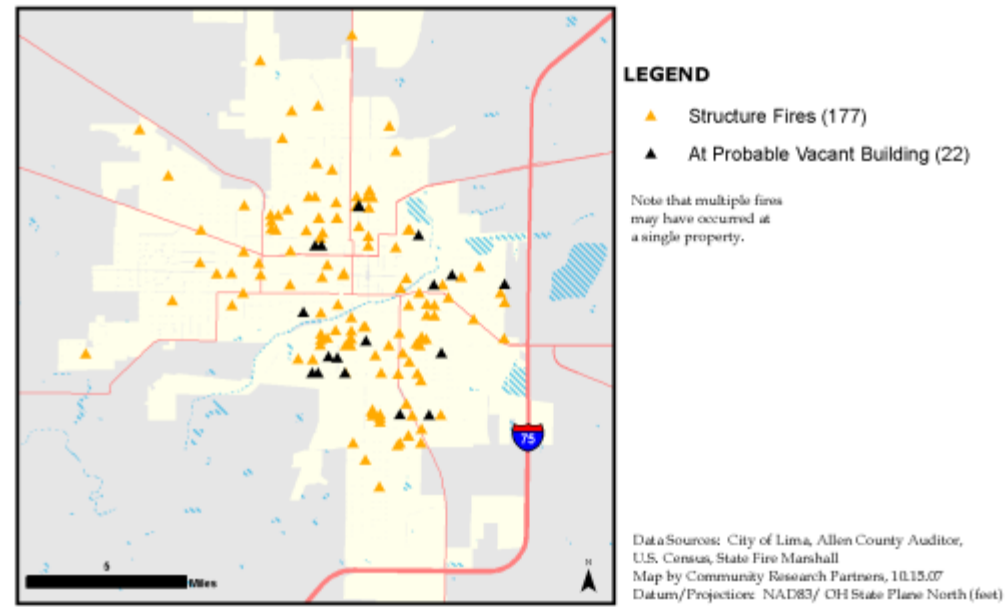 LEGEND
Structure Fires (177)
At Probable Vacant Building (22)
Note that multiple fires
may have occurred at
a single property.
75
5
Miles
N
Data Sources: City of Lima, Allen County Auditor,
U.S. Census, State Fire Marshall
Map by Community Research Partners, 10.15.07
Datum/Projection: NAD83/ OH State Plane North (feet)